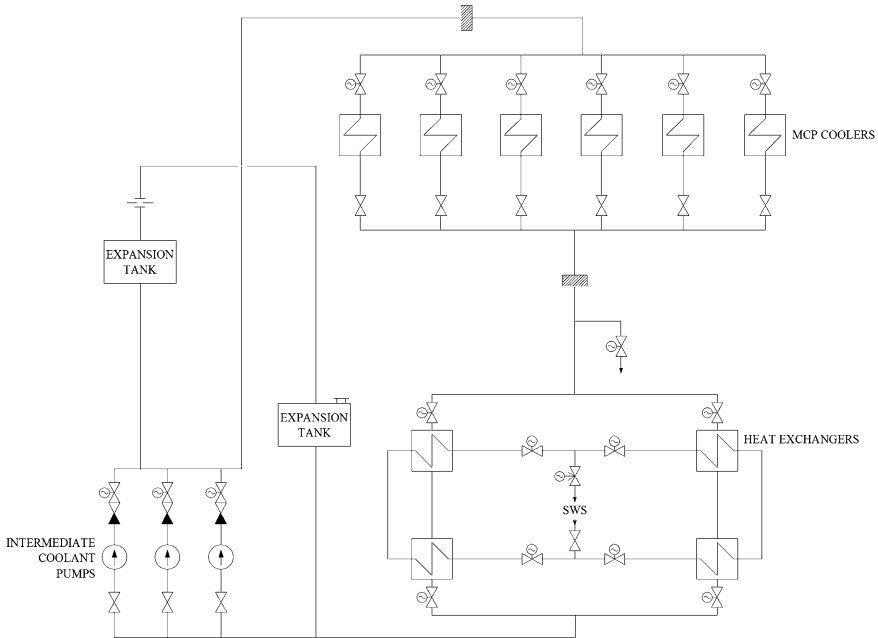 MCP COOLERS
EXPANSION
TANK
EXPANSION
TANK
HEAT EXCHANGERS
SWS
INTERMEDIATE
COOLANT
PUMPS